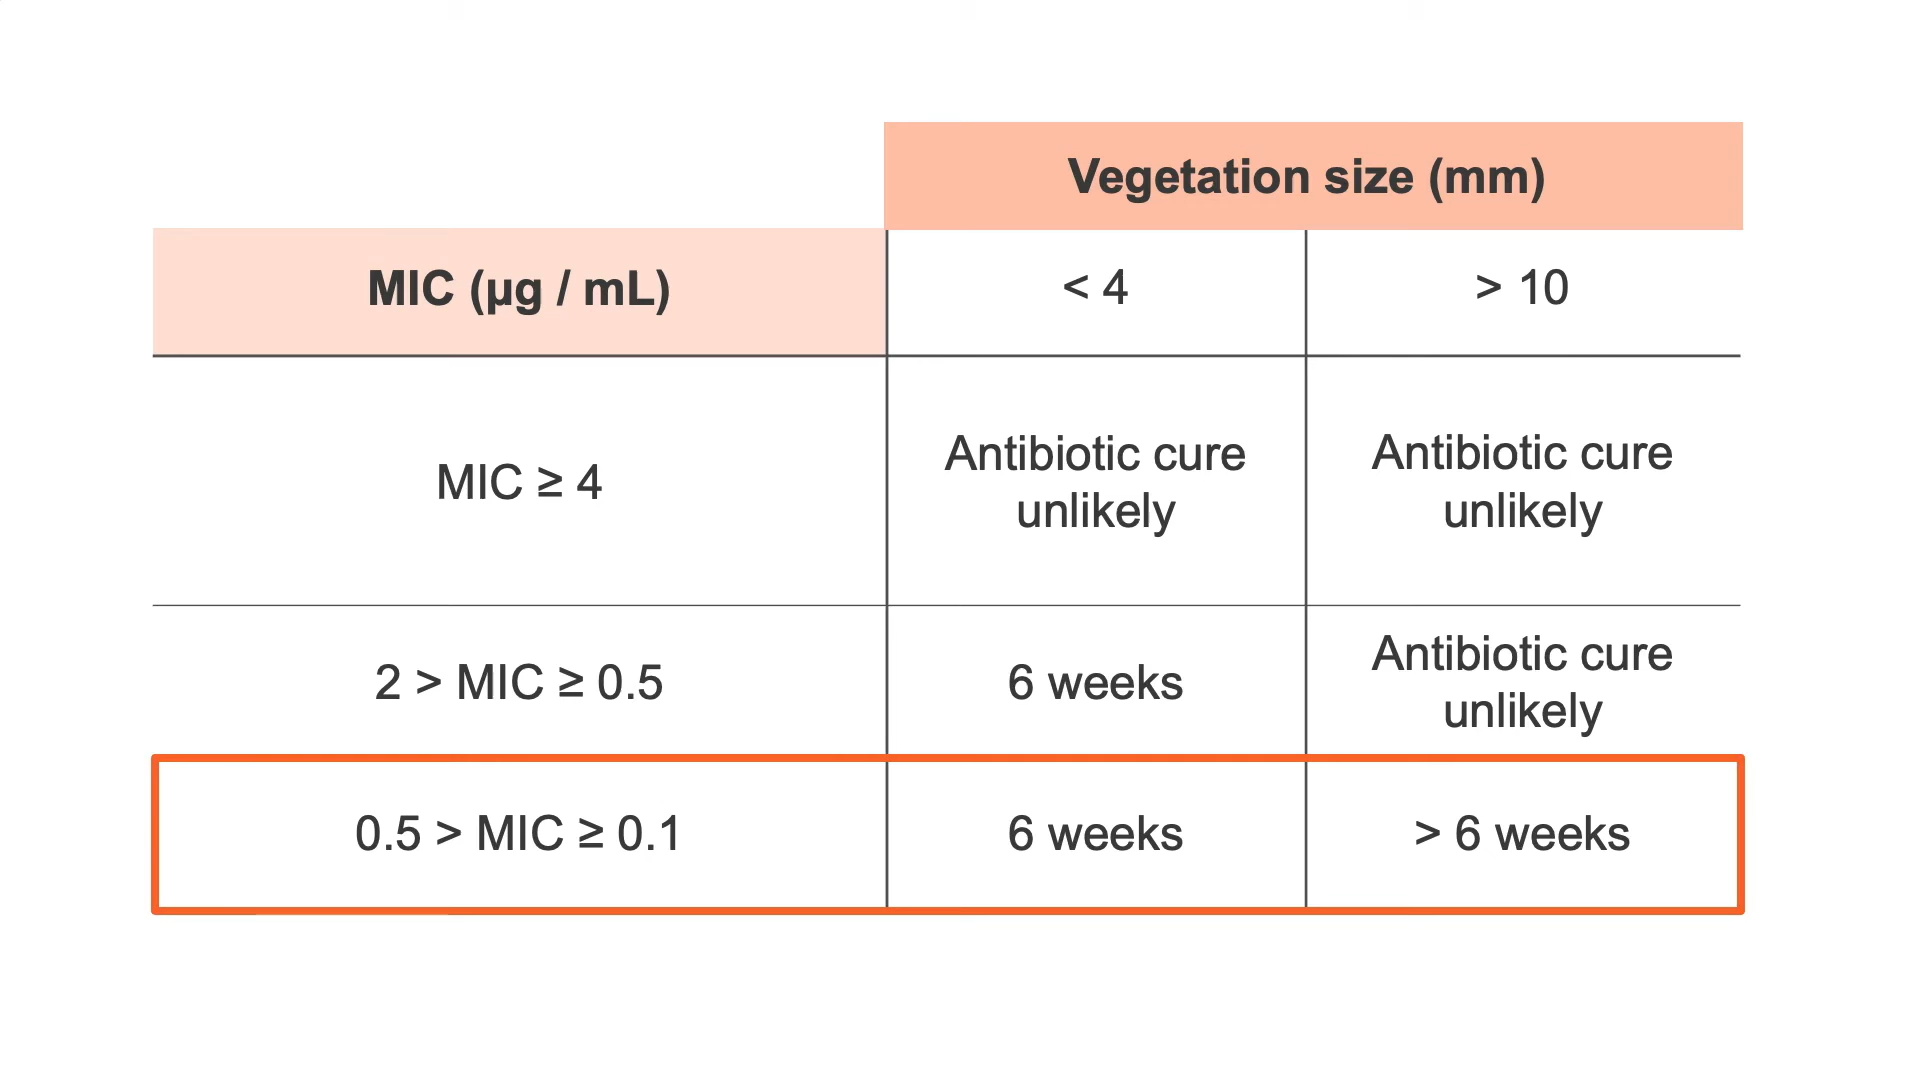 Vegetation size (mm)
MIC (µg / mL)
< 4
> 10
MIC ≥ 4
Antibiotic cure
unlikely
Antibiotic cure
unlikely
2 > MIC ≥ 0.5
6 weeks
Antibiotic cure
unlikely
0.5 > MIC ≥ 0.1
6 weeks
> 6 weeks